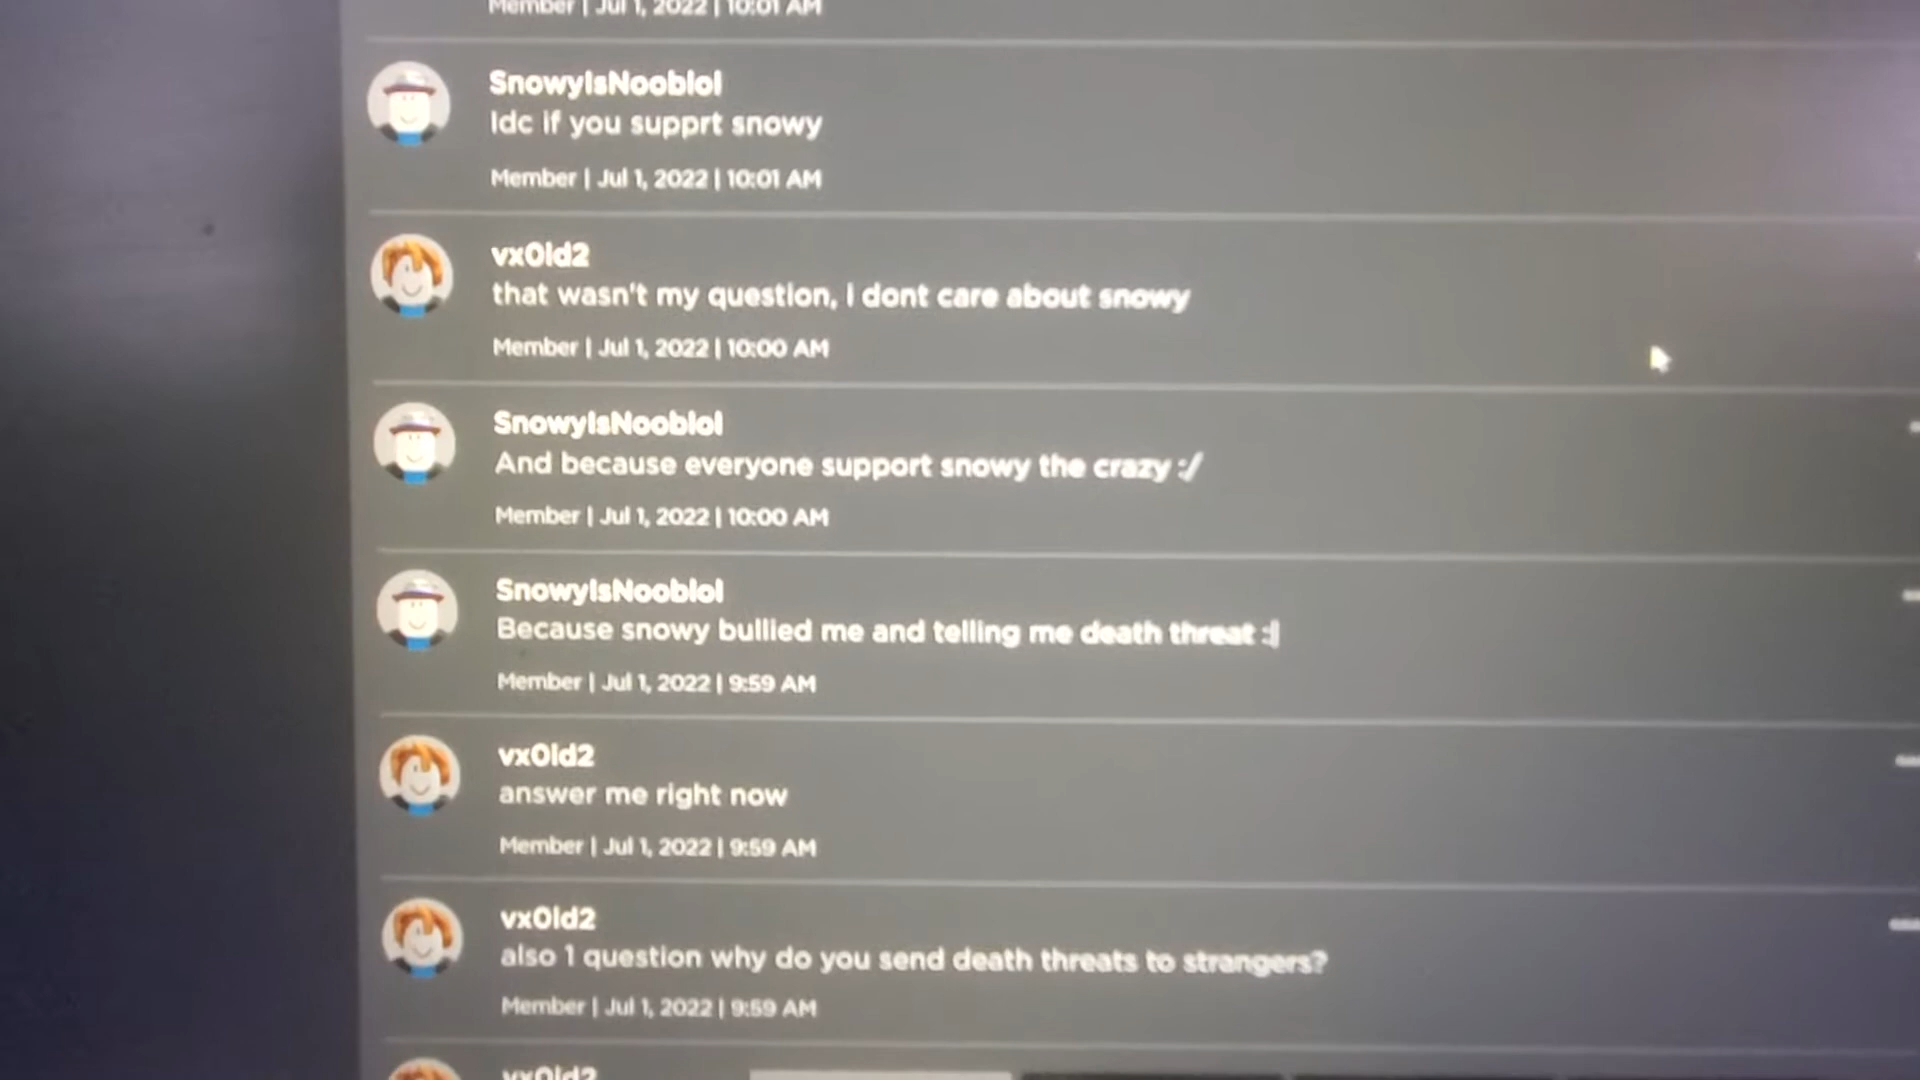 Member | Jul 1, 2022 | 10:01 AM
SnowyIsNooblol
Idc if you supprt snowy
Member | Jul 1, 2022 | 10:01 AM
vx0ld2
that wasn't my question, I dont care about snowy
Member | Jul 1, 2022 | 10:00 AM
SnowyIsNooblol
And because everyone support snowy the crazy :/
Member | Jul 1, 2022 | 10:00 AM
SnowyIsNooblol
Because snowy bullied me and telling me death threat :|
Member | Jul 1, 2022 | 9:59 AM
vx0ld2
answer me right now
Member | Jul 1, 2022 | 9:59 AM
vx0ld2
also 1 question why do you send death threats to strangers?
Member | Jul 1, 2022 | 9:59 AM
vx0ld2